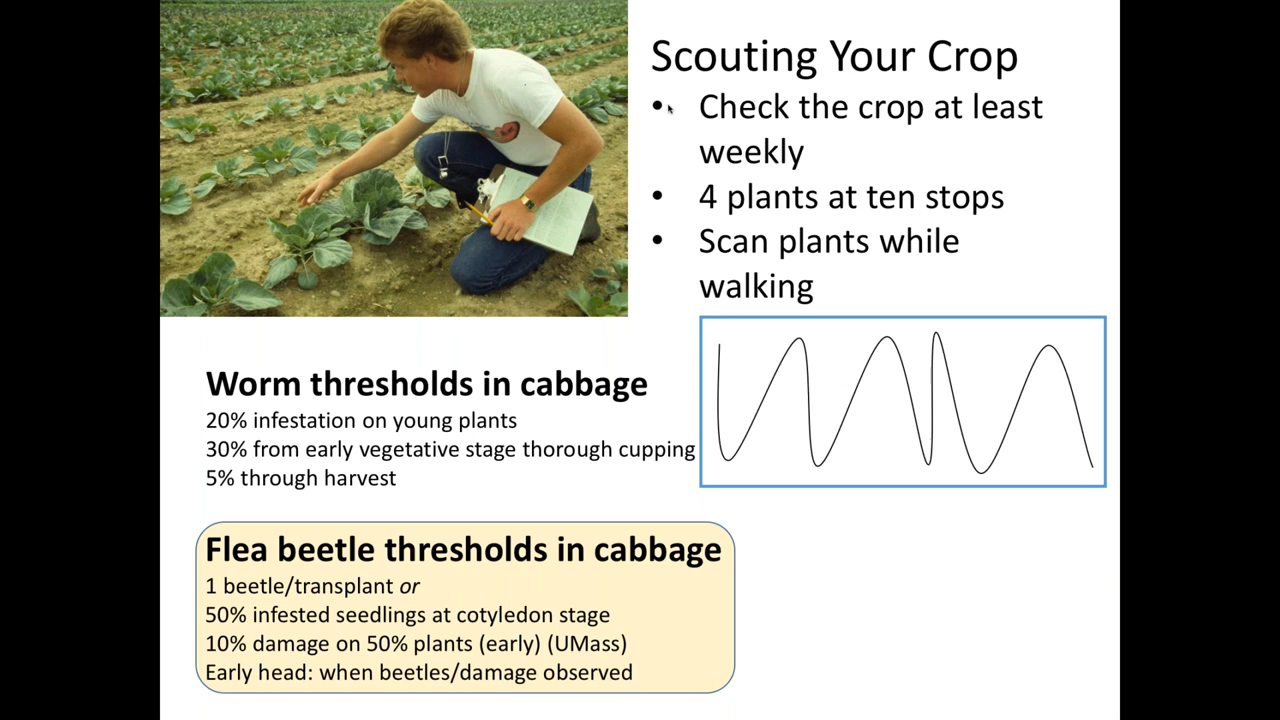 Scouting Your Crop
• Check the crop at least
weekly
• 4 plants at ten stops
• Scan plants while
walking
Worm thresholds in cabbage
20% infestation on young plants
30% from early vegetative stage thorough cupping
5% through harvest
Flea beetle thresholds in cabbage
1 beetle/transplant or
50% infested seedlings at cotyledon stage
10% damage on 50% plants (early) (UMass)
Early head: when beetles/damage observed